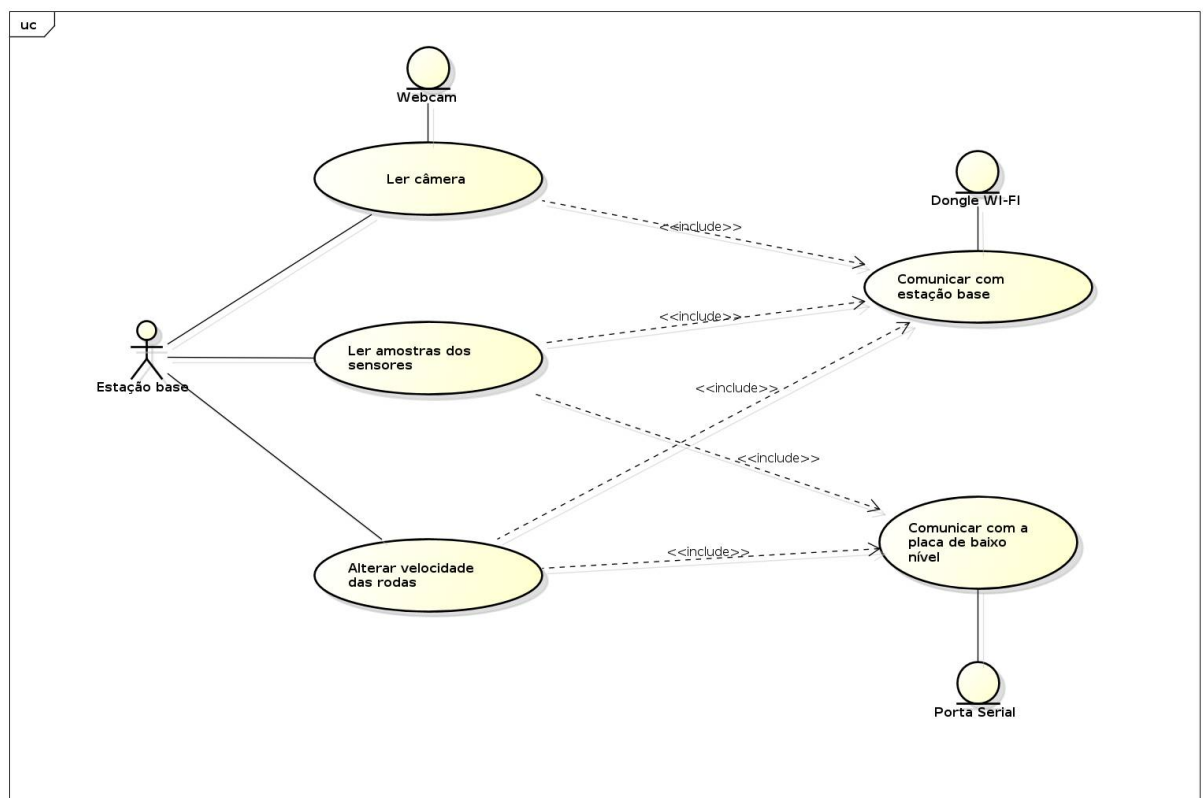 uc
Webcam
Ler câmera
Dongle WI-FI
<<include>>
Comunicar com
estação base
<<include>>
Ler amostras dos
sensores
Estação base
<<include>>
<<include>>
Comunicar com a
placa de baixo
nível
<<include>>
Alterar velocidade
das rodas
Porta Serial